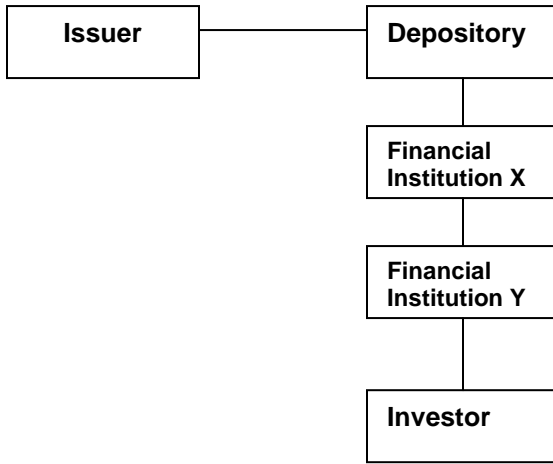 Issuer
Depository
Financial
Institution X
Financial
Institution Y
Investor